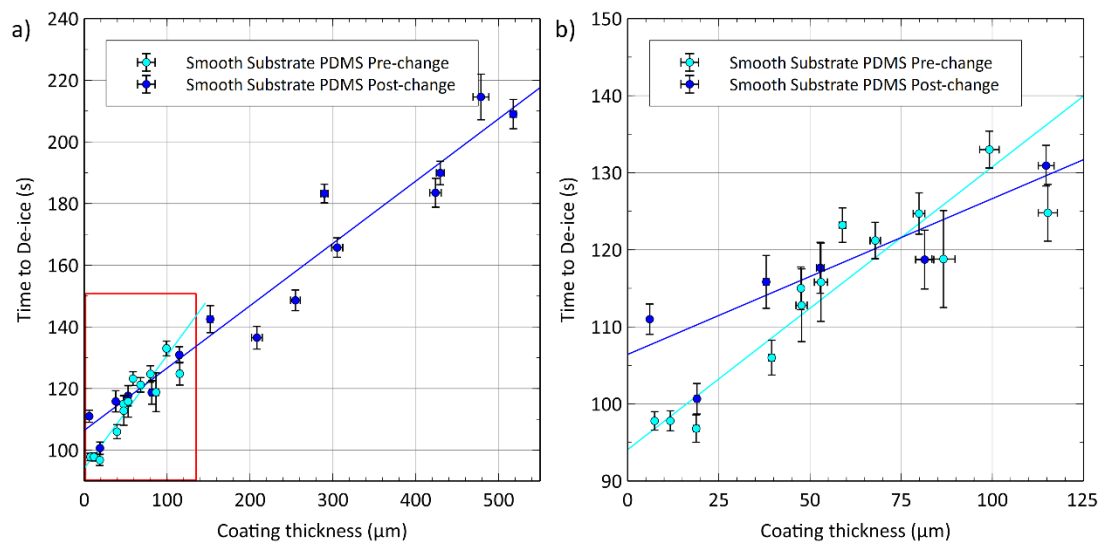 a)
Smooth Substrate PDMS Pre-change
Smooth Substrate PDMS Post-change
Time to De-ice (s)
240
220
200
180
160
140
120
100
0 100 200 300 400 500
Coating thickness (µm)
b)
Smooth Substrate PDMS Pre-change
Smooth Substrate PDMS Post-change
Time to De-ice (s)
150
150
140
130
120
110
100
90
0 25 50 75 100 125
Coating thickness (µm)